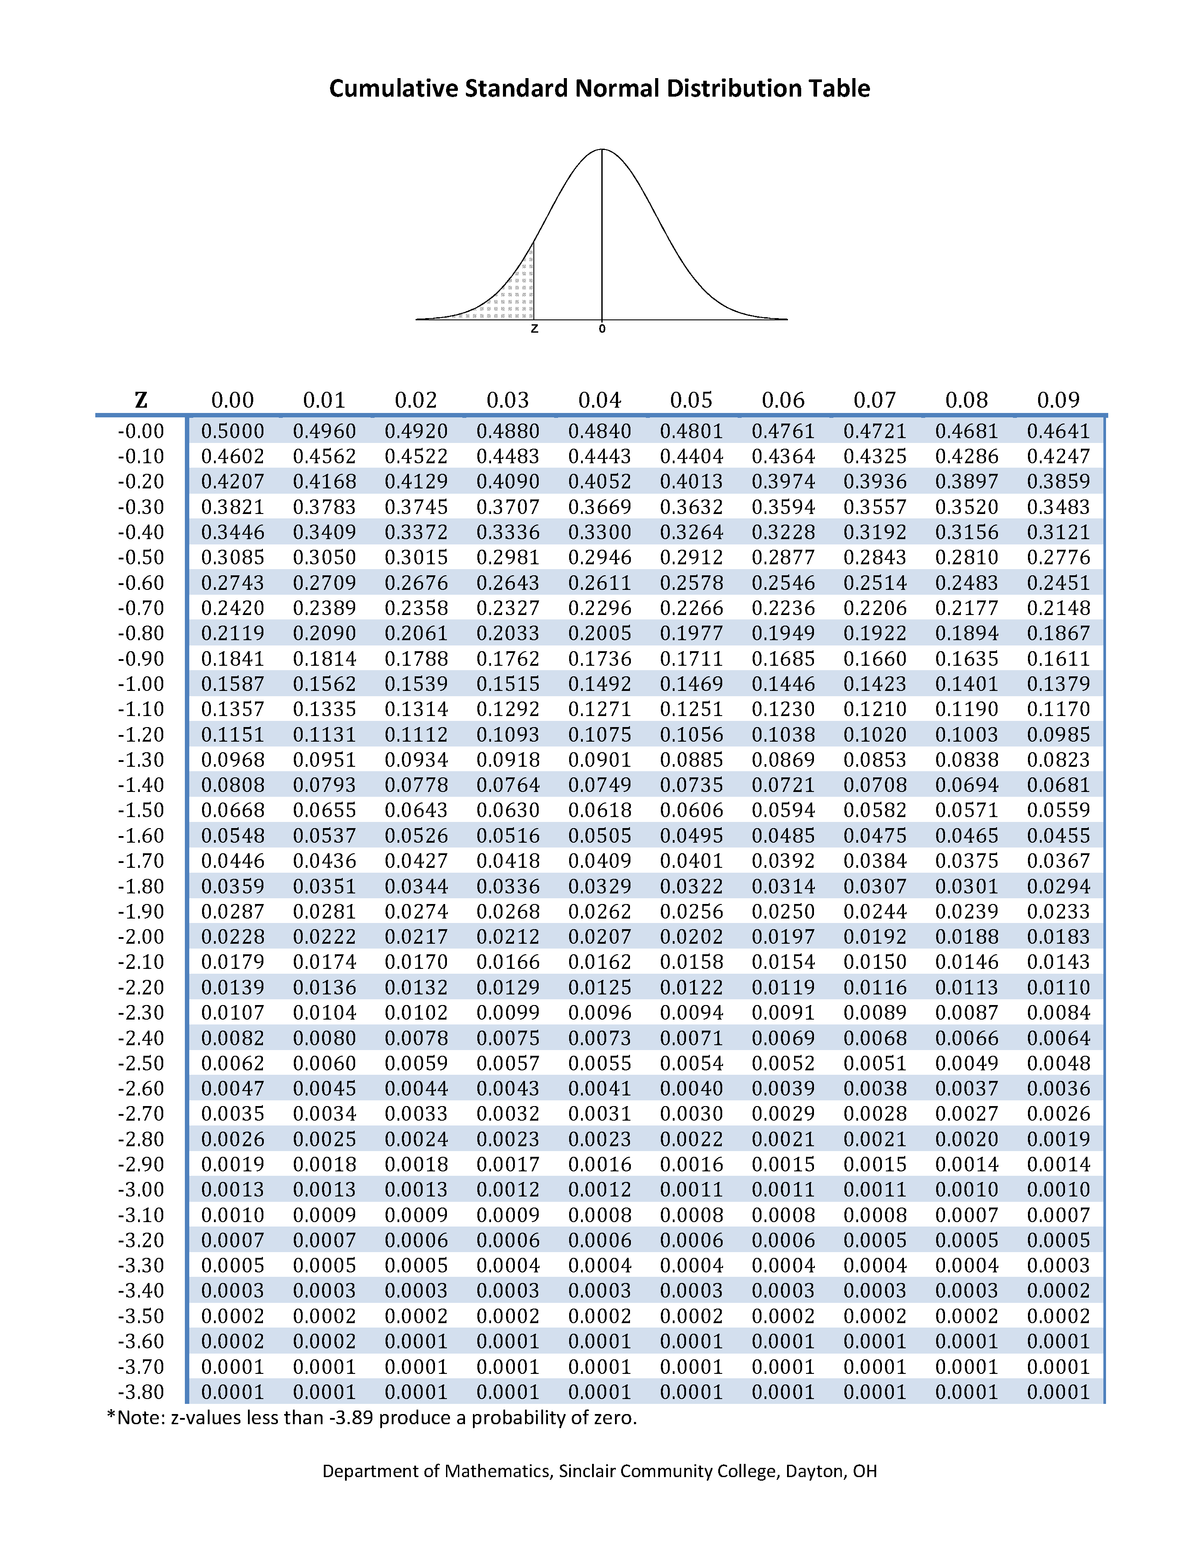 Cumulative Standard Normal Distribution Table
Z 0
Z 0.00 0.01 0.02 0.03 0.04 0.05 0.06 0.07 0.08 0.09
-0.00 0.5000 0.4960 0.4920 0.4880 0.4840 0.4801 0.4761 0.4721 0.4681 0.4641
-0.10 0.4602 0.4562 0.4522 0.4483 0.4443 0.4404 0.4364 0.4325 0.4286 0.4247
-0.20 0.4207 0.4168 0.4129 0.4090 0.4052 0.4013 0.3974 0.3936 0.3897 0.3859
-0.30 0.3821 0.3783 0.3745 0.3707 0.3669 0.3632 0.3594 0.3557 0.3520 0.3483
-0.40 0.3446 0.3409 0.3372 0.3336 0.3300 0.3264 0.3228 0.3192 0.3156 0.3121
-0.50 0.3085 0.3050 0.3015 0.2981 0.2946 0.2912 0.2877 0.2843 0.2810 0.2776
-0.60 0.2743 0.2709 0.2676 0.2643 0.2611 0.2578 0.2546 0.2514 0.2483 0.2451
-0.70 0.2420 0.2389 0.2358 0.2327 0.2296 0.2266 0.2236 0.2206 0.2177 0.2148
-0.80 0.2119 0.2090 0.2061 0.2033 0.2005 0.1977 0.1949 0.1922 0.1894 0.1867
-0.90 0.1841 0.1814 0.1788 0.1762 0.1736 0.1711 0.1685 0.1660 0.1635 0.1611
-1.00 0.1587 0.1562 0.1539 0.1515 0.1492 0.1469 0.1446 0.1423 0.1401 0.1379
-1.10 0.1357 0.1335 0.1314 0.1292 0.1271 0.1251 0.1230 0.1210 0.1190 0.1170
-1.20 0.1151 0.1131 0.1112 0.1093 0.1075 0.1056 0.1038 0.1020 0.1003 0.0985
-1.30 0.0968 0.0951 0.0934 0.0918 0.0901 0.0885 0.0869 0.0853 0.0838 0.0823
-1.40 0.0808 0.0793 0.0778 0.0764 0.0749 0.0735 0.0721 0.0708 0.0694 0.0681
-1.50 0.0668 0.0655 0.0643 0.0630 0.0618 0.0606 0.0594 0.0582 0.0571 0.0559
-1.60 0.0548 0.0537 0.0526 0.0516 0.0505 0.0495 0.0485 0.0475 0.0465 0.0455
-1.70 0.0446 0.0436 0.0427 0.0418 0.0409 0.0401 0.0392 0.0384 0.0375 0.0367
-1.80 0.0359 0.0351 0.0344 0.0336 0.0329 0.0322 0.0314 0.0307 0.0301 0.0294
-1.90 0.0287 0.0281 0.0274 0.0268 0.0262 0.0256 0.0250 0.0244 0.0239 0.0233
-2.00 0.0228 0.0222 0.0217 0.0212 0.0207 0.0202 0.0197 0.0192 0.0188 0.0183
-2.10 0.0179 0.0174 0.0170 0.0166 0.0162 0.0158 0.0154 0.0150 0.0146 0.0143
-2.20 0.0139 0.0136 0.0132 0.0129 0.0125 0.0122 0.0119 0.0116 0.0113 0.0110
-2.30 0.0107 0.0104 0.0102 0.0099 0.0096 0.0094 0.0091 0.0089 0.0087 0.0084
-2.40 0.0082 0.0080 0.0078 0.0075 0.0073 0.0071 0.0069 0.0068 0.0066 0.0064
-2.50 0.0062 0.0060 0.0059 0.0057 0.0055 0.0054 0.0052 0.0051 0.0049 0.0048
-2.60 0.0047 0.0045 0.0044 0.0043 0.0041 0.0040 0.0039 0.0038 0.0037 0.0036
-2.70 0.0035 0.0034 0.0033 0.0032 0.0031 0.0030 0.0029 0.0028 0.0027 0.0026
-2.80 0.0026 0.0025 0.0024 0.0023 0.0023 0.0022 0.0021 0.0021 0.0020 0.0019
-2.90 0.0019 0.0018 0.0018 0.0017 0.0016 0.0016 0.0015 0.0015 0.0014 0.0014
-3.00 0.0013 0.0013 0.0013 0.0012 0.0012 0.0011 0.0011 0.0011 0.0010 0.0010
-3.10 0.0010 0.0009 0.0009 0.0009 0.0008 0.0008 0.0008 0.0008 0.0007 0.0007
-3.20 0.0007 0.0007 0.0006 0.0006 0.0006 0.0006 0.0006 0.0005 0.0005 0.0005
-3.30 0.0005 0.0005 0.0005 0.0004 0.0004 0.0004 0.0004 0.0004 0.0004 0.0003
-3.40 0.0003 0.0003 0.0003 0.0003 0.0003 0.0003 0.0003 0.0003 0.0003 0.0002
-3.50 0.0002 0.0002 0.0002 0.0002 0.0002 0.0002 0.0002 0.0002 0.0002 0.0002
-3.60 0.0002 0.0002 0.0001 0.0001 0.0001 0.0001 0.0001 0.0001 0.0001 0.0001
-3.70 0.0001 0.0001 0.0001 0.0001 0.0001 0.0001 0.0001 0.0001 0.0001 0.0001
-3.80 0.0001 0.0001 0.0001 0.0001 0.0001 0.0001 0.0001 0.0001 0.0001 0.0001
*Note: z-values less than -3.89 produce a probability of zero.
Department of Mathematics, Sinclair Community College, Dayton, OH